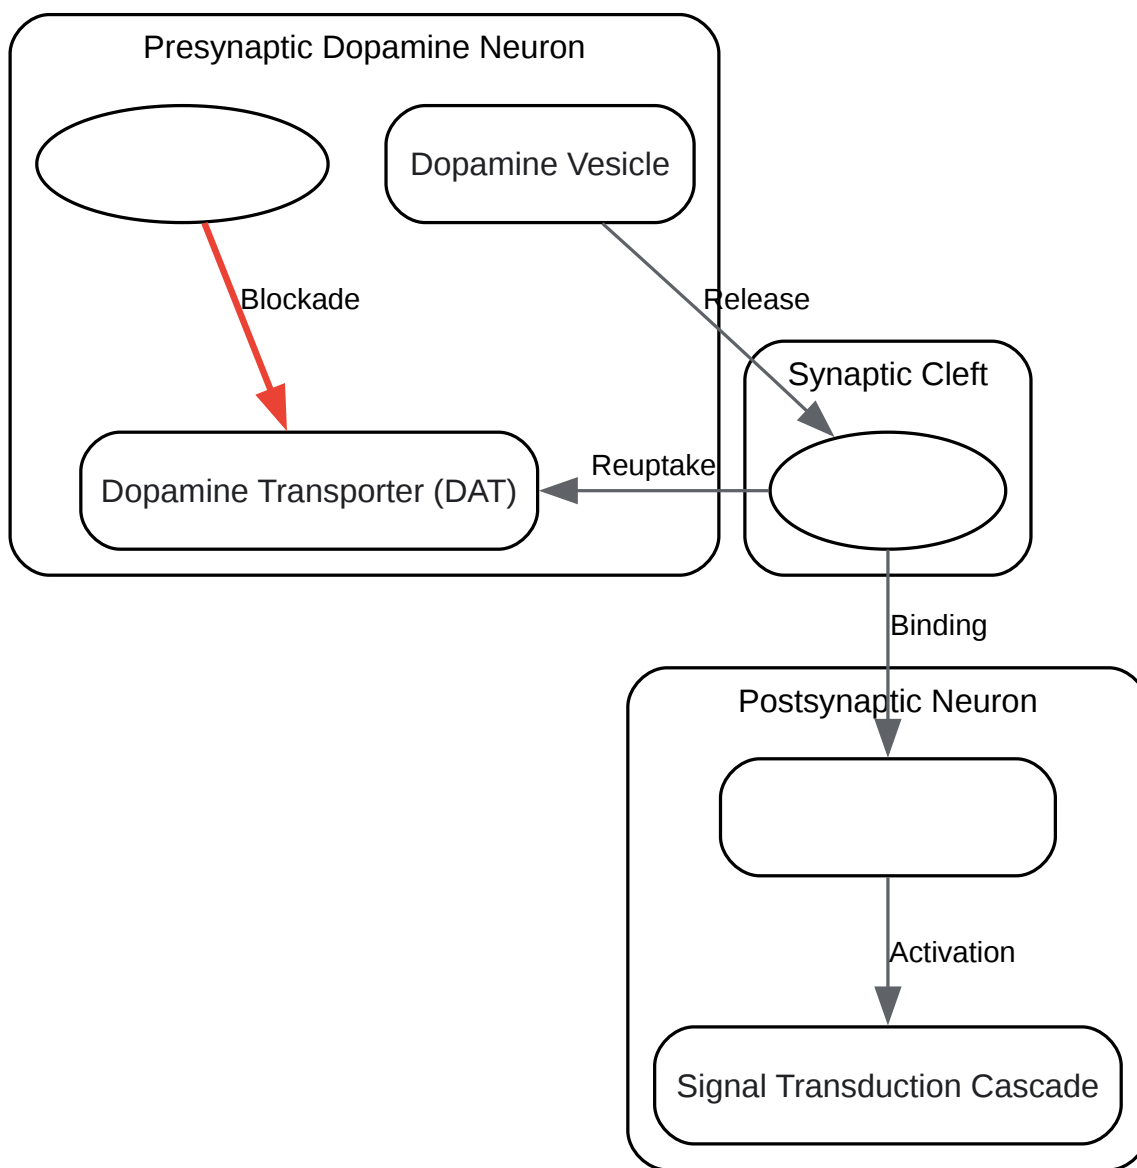 Presynaptic Dopamine Neuron
Dopamine Vesicle
Blockade
Release
Synaptic Cleft
Reuptake
Dopamine Transporter (DAT)
Binding
Postsynaptic Neuron
Activation
Signal Transduction Cascade